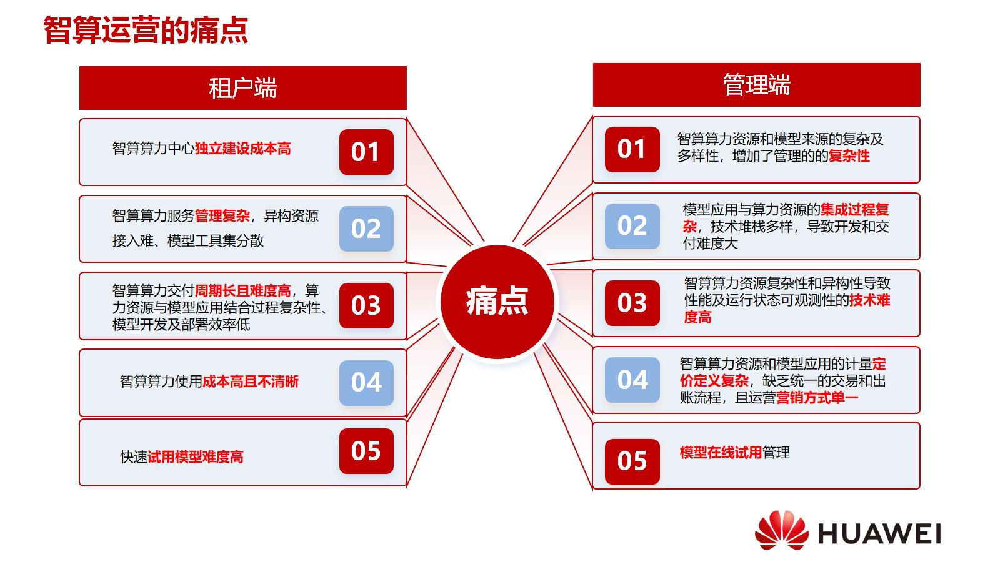 智算运营的痛点
租户端
智算算力中心独立建设成本高
01
智算算力服务管理复杂，异构资源
接入难、模型工具集分散
02
智算算力交付周期长且难度高，算
力资源与模型应用结合过程复杂性、
模型开发及部署效率低
03
智算算力使用成本高且不清晰
04
快速试用模型难度高
05
痛点
管理端
01
智算算力资源和模型来源的复杂及
多样性，增加了管理的的复杂性
02
模型应用与算力资源的集成过程复
杂，技术堆栈多样，导致开发和交
付难度大
03
智算算力资源复杂性和异构性导致
性能及运行状态可观测性的技术难
度高
04
智算算力资源和模型应用的计量定
价定义复杂，缺乏统一的交易和出
账流程，且运营营销方式单一
05
模型在线试用管理
HUAWEI